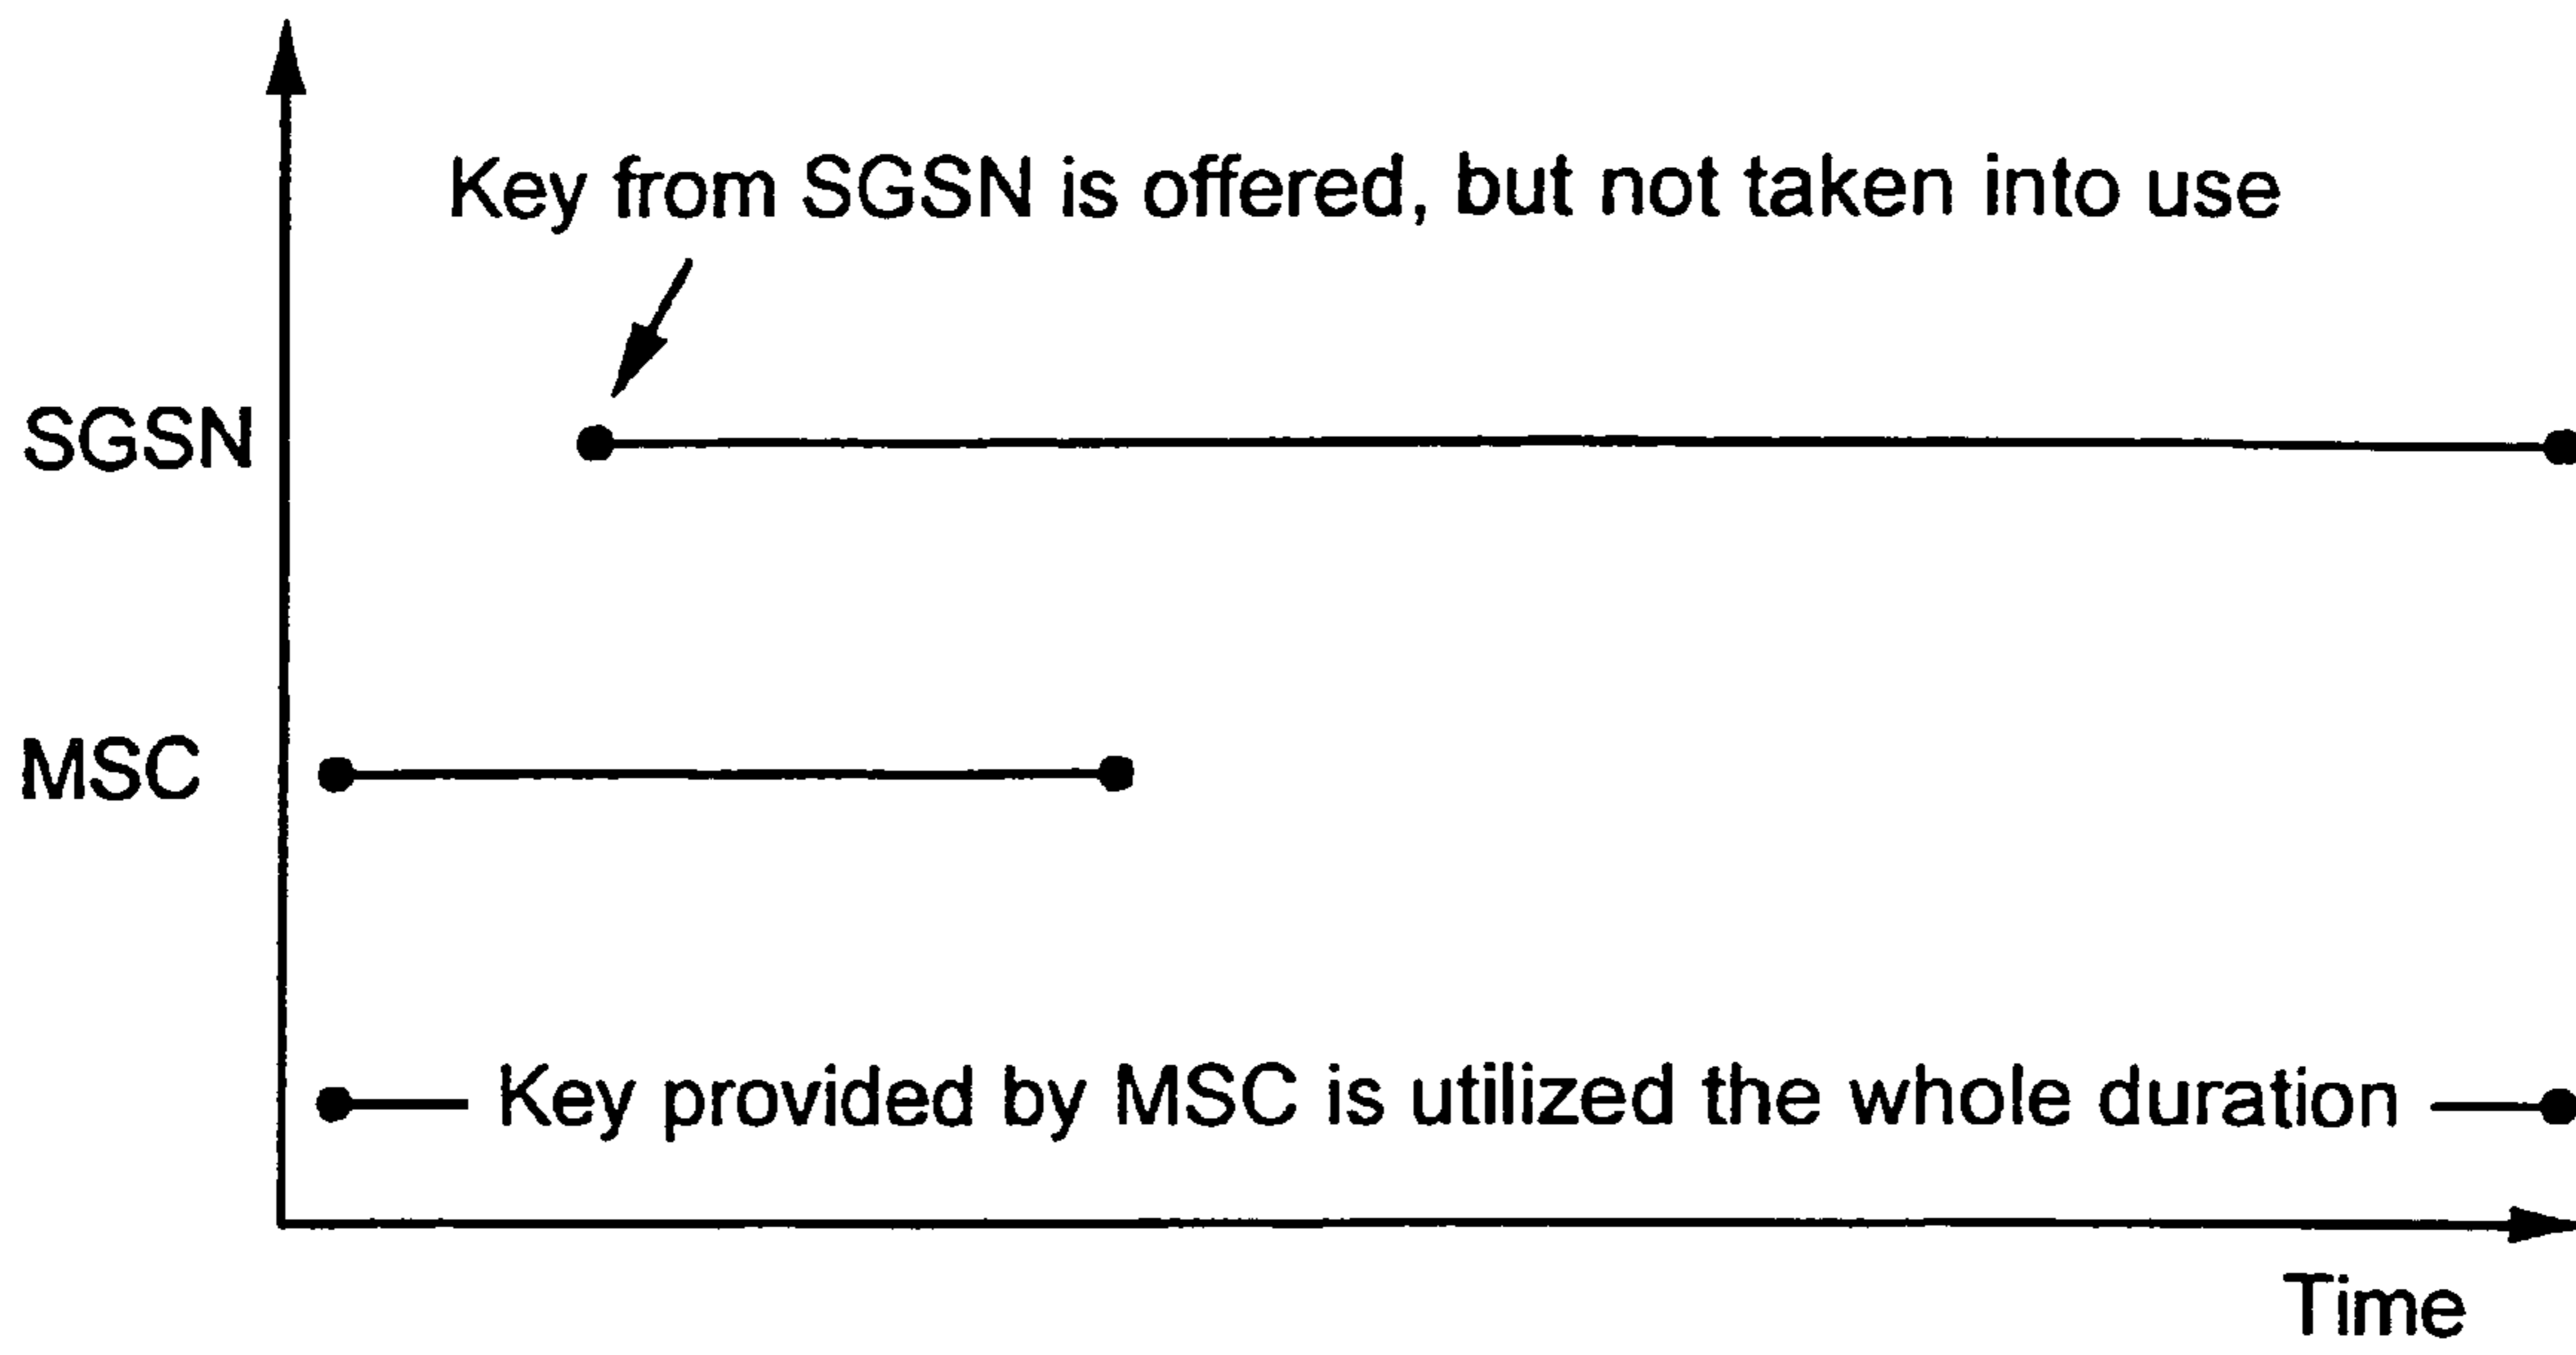 Key from SGSN is offered, but not taken into use
SGSN
MSC
Key provided by MSC is utilized the whole duration
Time